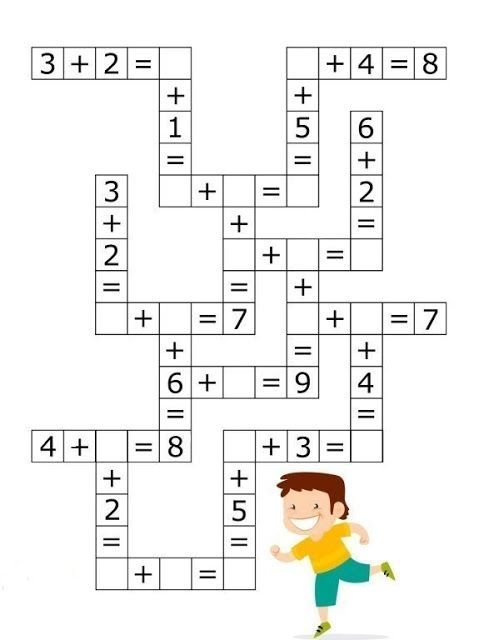 3 + 2 = + 4 = 8
+ +
1 5 6
= = +
3 + = 2
+ + =
2 + =
= = +
+ = 7 + = 7
+ = +
6 + = 9 4
= =
4 + = 8 + 3 =
+ +
2 5
= =
+ =